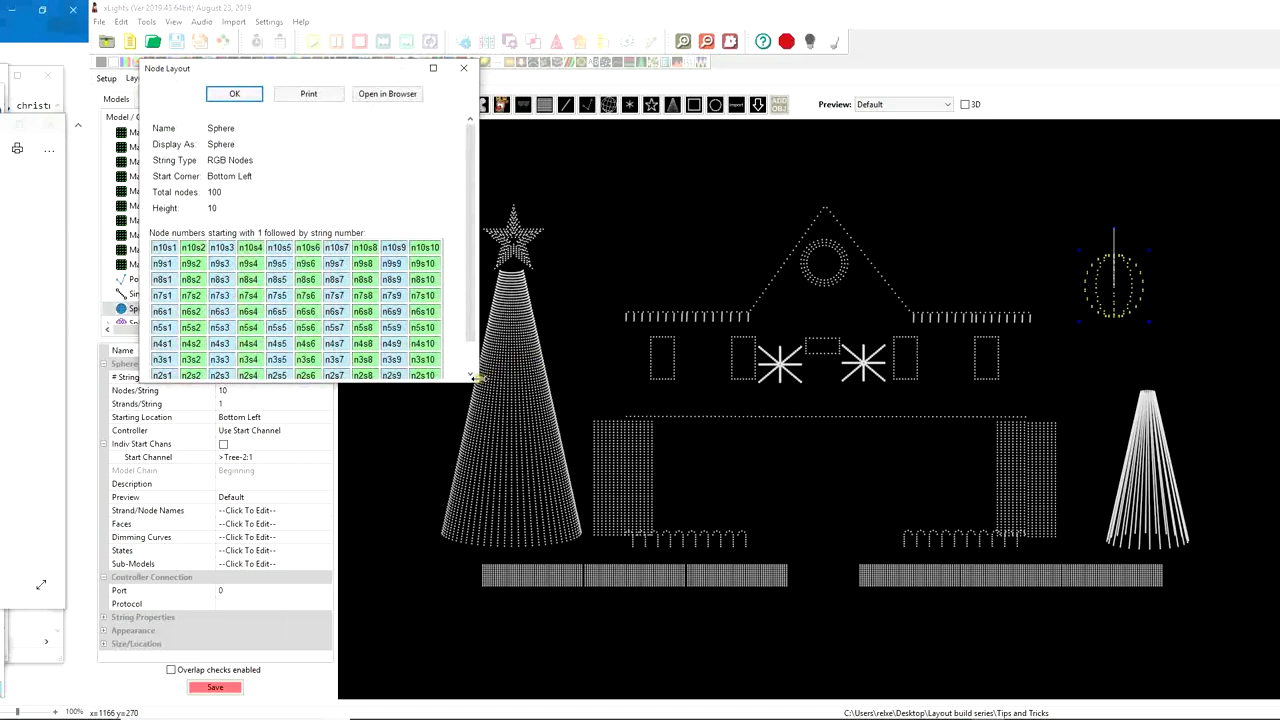 xLights (Ver 2019.43 64bit) August 23, 2019
File Edit Tools View Audio Import Settings Help
Node Layout
Setup
OK Print Open in Browser
christ
Models
Preview: Default 3D
Name Sphere
Display As: Sphere
String Type RGB Nodes
Start Corner: Bottom Left
Total nodes: 100
Height: 10
Node numbers starting with 1 followed by string number:
n10s1 n10s2 n10s3 n10s4 n10s5 n10s6 n10s7 n10s8 n10s9 n10s10
n9s1 n9s2 n9s3 n9s4 n9s5 n9s6 n9s7 n9s8 n9s9 n9s10
n8s1 n8s2 n8s3 n8s4 n8s5 n8s6 n8s7 n8s8 n8s9 n8s10
n7s1 n7s2 n7s3 n7s4 n7s5 n7s6 n7s7 n7s8 n7s9 n7s10
n6s1 n6s2 n6s3 n6s4 n6s5 n6s6 n6s7 n6s8 n6s9 n6s10
n5s1 n5s2 n5s3 n5s4 n5s5 n5s6 n5s7 n5s8 n5s9 n5s10
n4s1 n4s2 n4s3 n4s4 n4s5 n4s6 n4s7 n4s8 n4s9 n4s10
n3s1 n3s2 n3s3 n3s4 n3s5 n3s6 n3s7 n3s8 n3s9 n3s10
n2s1 n2s2 n2s3 n2s4 n2s5 n2s6 n2s7 n2s8 n2s9 n2s10
Name
# String
Nodes/String 10
Strands/String 1
Starting Location Bottom Left
Controller Use Start Channel
Indiv Start Chans
Start Channel >Tree-2:1
Model Chain Beginning
Description
Preview Default
Strand/Node Names --Click To Edit--
Faces --Click To Edit--
Dimming Curves --Click To Edit--
States --Click To Edit--
Sub-Models --Click To Edit--
Controller Connection
Port 0
Protocol
String Properties
Appearance
Size/Location
Overlap checks enabled
Save
100% x=1166 y=270 C:\Users\relxe\Desktop\Layout build series\Tips and Tricks